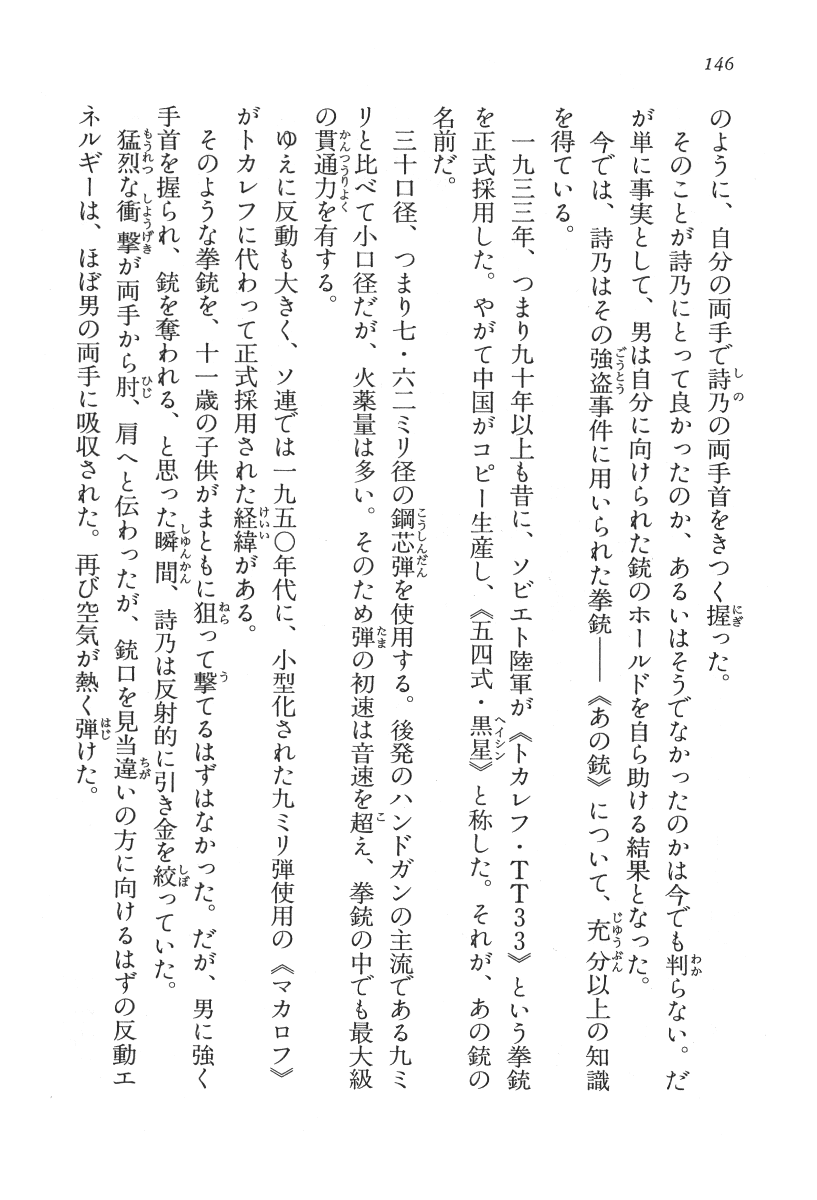 146
のように、自分の両手で詩乃の両手首をきつく握った。
そのことが詩乃にとって良かったのか、あるいはそうでなかったのかは今でも判らない。だ
が単に事実として、男は自分に向けられた銃のホールドを自ら助ける結果となった。
今では、詩乃はその強盗事件に用いられた拳銃――《あの銃》について、充分以上の知識
を得ている。
一九三三年、つまり九十年以上も昔に、ソビエト陸軍が《トカレフ・TT33》という拳銃
を正式採用した。やがて中国がコピー生産し、《五四式・黒星》と称した。それが、あの銃の
名前だ。
三十口径、つまり七・六二ミリ径の鋼芯弾を使用する。後発のハンドガンの主流である九ミ
リと比べて小口径だが、火薬量は多い。そのため弾の初速は音速を超え、拳銃の中でも最大級
の貫通力を有する。
ゆえに反動も大きく、ソ連では一九五〇年代に、小型化された九ミリ弾使用の《マカロフ》
がトカレフに代わって正式採用された経緯がある。
そのような拳銃を、十一歳の子供がまともに狙って撃てるはずはなかった。だが、男に強く
手首を握られ、銃を奪われる、と思った瞬間、詩乃は反射的に引き金を絞っていた。
猛烈な衝撃が両手から肘、肩へと伝わったが、銃口を見当違いの方に向けるはずの反動エ
ネルギーは、ほぼ男の両手に吸収された。再び空気が熱く弾けた。